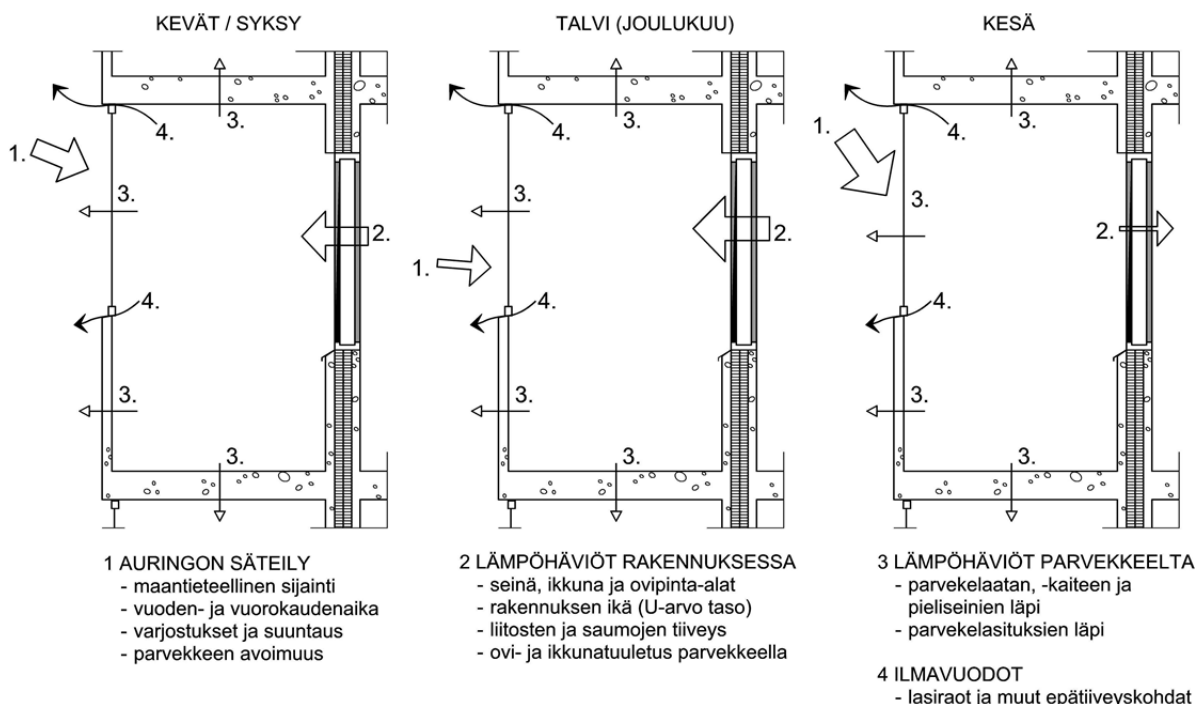 KEVÄT / SYKSY
3.
4.
1.
3.
2.
4.
3.
3.
TALVI (JOULUKUU)
3.
4.
3.
2.
1.
4.
3.
3.
KESÄ
3.
4.
1.
3.
2.
4.
3.
3.
1 AURINGON SÄTEILY
- maantieteellinen sijainti
- vuoden- ja vuorokaudenaika
- varjostukset ja suuntaus
- parvekkeen avoimuus
2 LÄMPÖHÄVIÖT RAKENNUKSESSA
- seinä, ikkuna ja ovipinta-alat
- rakennuksen ikä (U-arvo taso)
- liitosten ja saumojen tiiveys
- ovi- ja ikkunatuuletus parvekkeella
3 LÄMPÖHÄVIÖT PARVEKKEELTA
- parvekelaatan, -kaiteen ja
pieliseinien läpi
- parvekelasituksien läpi
4 ILMAVUODOT
- lasiraot ja muut epätiiveyskohdat